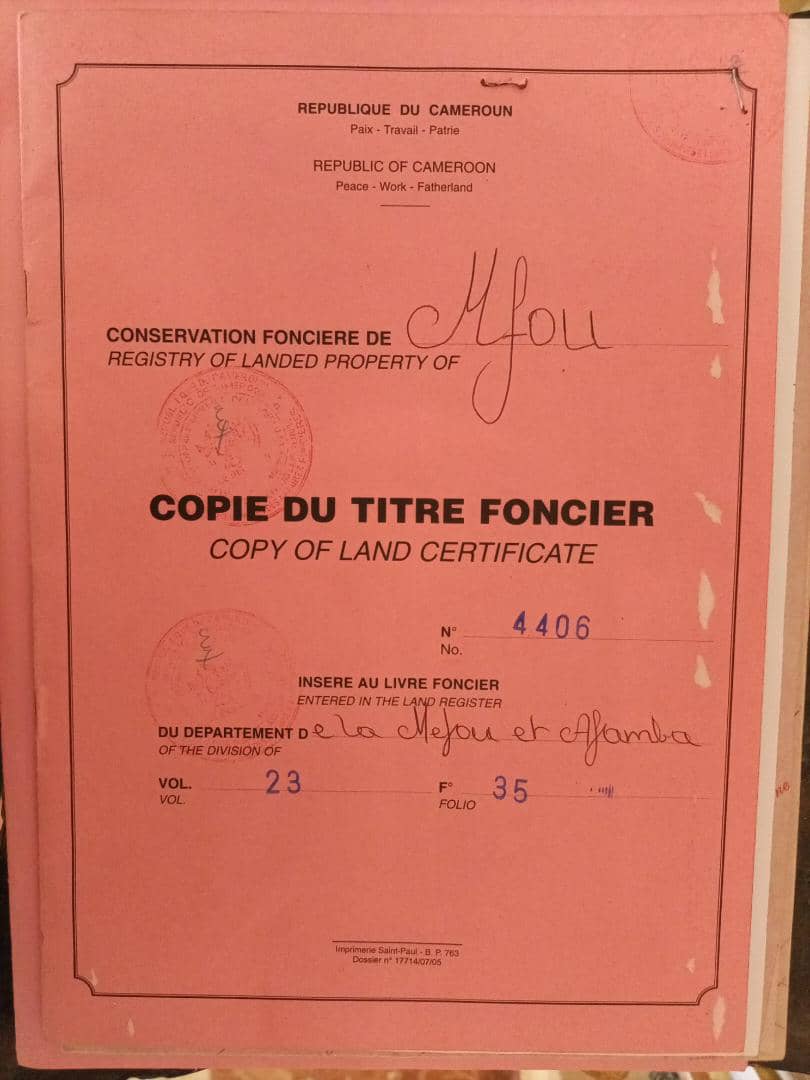 REPUBLIQUE DU CAMEROUN
Paix - Travail - Patrie
REPUBLIC OF CAMEROON
Peace - Work - Fatherland
CONSERVATION FONCIERE DE Mfou
REGISTRY OF LANDED PROPERTY OF
COPIE DU TITRE FONCIER
COPY OF LAND CERTIFICATE
N° 4406
No.
INSERE AU LIVRE FONCIER
ENTERED IN THE LAND REGISTER
DU DEPARTEMENT De la Mefou et Afamba
OF THE DIVISION OF
VOL. 23 F° 35
VOL. FOLIO
Imprimerie Saint-Paul - B. P. 763
Dossier n° 17714/07/05